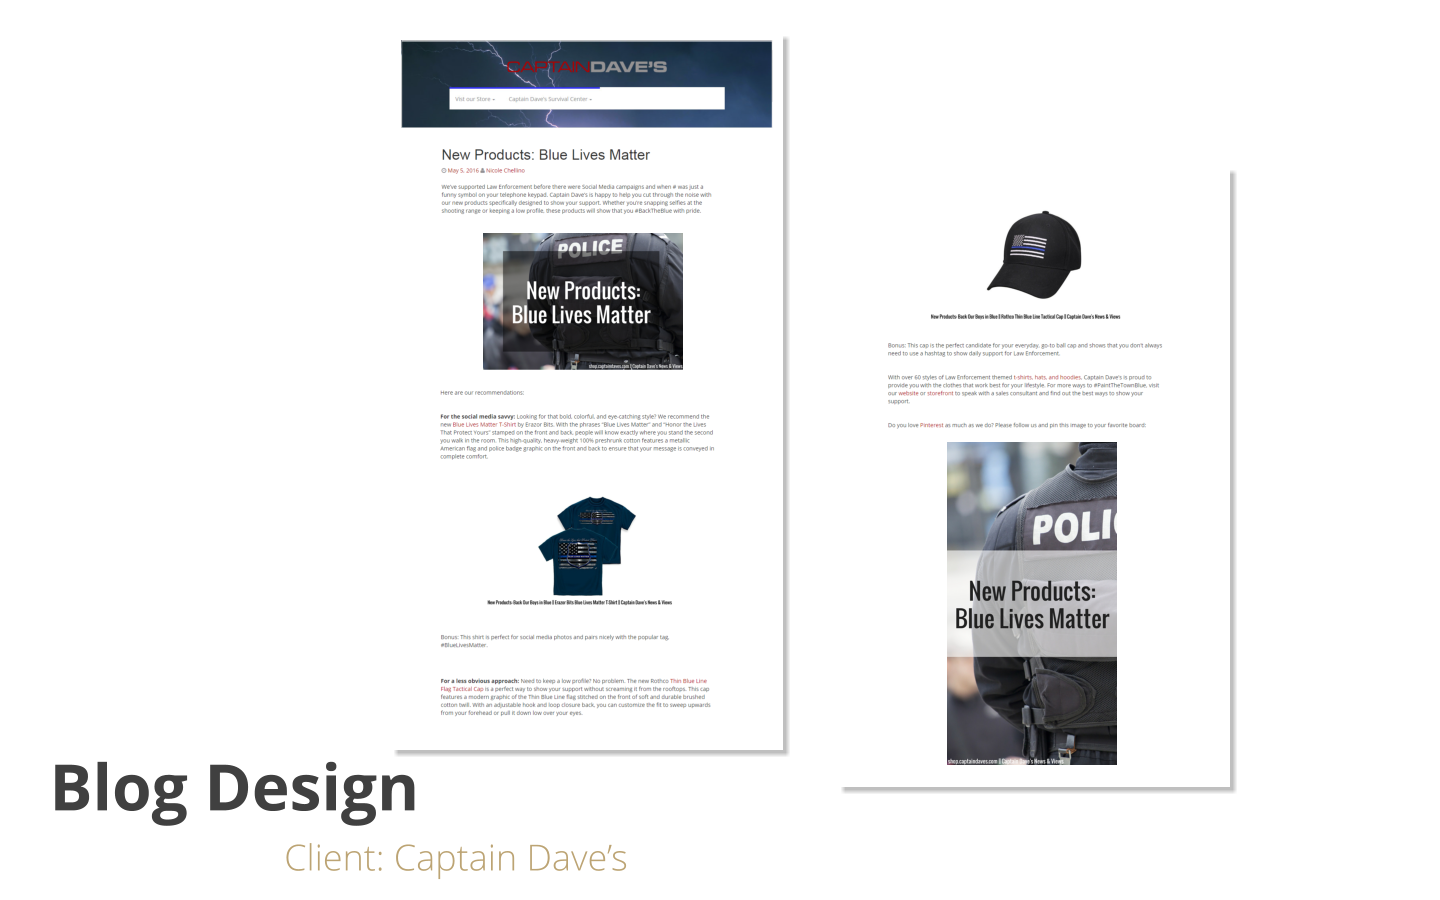 CAPTAINDAVE'S
Visit our Store
Captain Dave's Survival Center
New Products: Blue Lives Matter
May 5, 2016 Nicole Chellino
We've supported Law Enforcement before there were Social Media campaigns and when # was just a
funny symbol on your telephone keypad. Captain Dave's is happy to help you cut through the noise with
our new products specifically designed to show your support. Whether you're snapping selfies at the
shooting range or keeping a low profile, these products will show that you #BackTheBlue with pride.
POLICE
New Products:
Blue Lives Matter
shop.captaindaves.com || Captain Dave's News & Views
Here are our recommendations:
For the social media savvy: Looking for that bold, colorful, and eye-catching style? We recommend the
new Blue Lives Matter T-Shirt by Erazor Bits. With the phrases "Blue Lives Matter" and "Honor the Lives
That Protect Yours" stamped on the front and back, people will know exactly where you stand the second
you walk in the room. This high-quality, heavy-weight 100% preshrunk cotton features a metallic
American flag and police badge graphic on the front and back to ensure that your message is conveyed in
complete comfort.
New Products- Back Our Boys in Blue || Erazor Bits Blue Lives Matter T-Shirt || Captain Dave's News & Views
Bonus: This shirt is perfect for social media photos and pairs nicely with the popular tag,
#BlueLivesMatter.
For a less obvious approach: Need to keep a low profile? No problem. The new Rothco Thin Blue Line
Flag Tactical Cap is a perfect way to show your support without screaming it from the rooftops. This cap
features a modern graphic of the Thin Blue Line flag stitched on the front of soft and durable brushed
cotton twill. With an adjustable hook and loop closure back, you can customize the fit to sweep upwards
from your forehead or pull it down low over your eyes.
New Products- Back Our Boys in Blue || Rothco Thin Blue Line Tactical Cap || Captain Dave's News & Views
Bonus: This cap is the perfect candidate for your everyday, go-to ball cap and shows that you don't always
need to use a hashtag to show daily support for Law Enforcement.
With over 60 styles of Law Enforcement themed t-shirts, hats, and hoodies, Captain Dave's is proud to
provide you with the clothes that work best for your lifestyle. For more ways to #PaintTheTownBlue, visit
our website or storefront to speak with a sales consultant and find out the best ways to show your
support.
Do you love Pinterest as much as we do? Please follow us and pin this image to your favorite board!
POLIC
New Products:
Blue Lives Matter
shop.captaindaves.com || Captain Dave's News & Views
Blog Design
Client: Captain Dave's